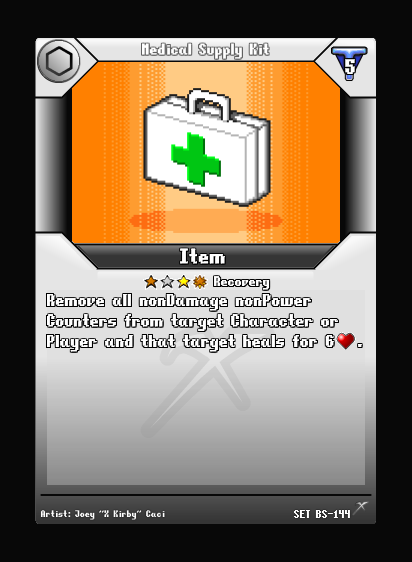 Medical Supply Kit
5
Item
Recovery
Remove all nonDamage nonPower
Counters from target Character or
Player and that target heals for 6❤.
Artist: Joey "X Kirby" Caci
SET BS-144